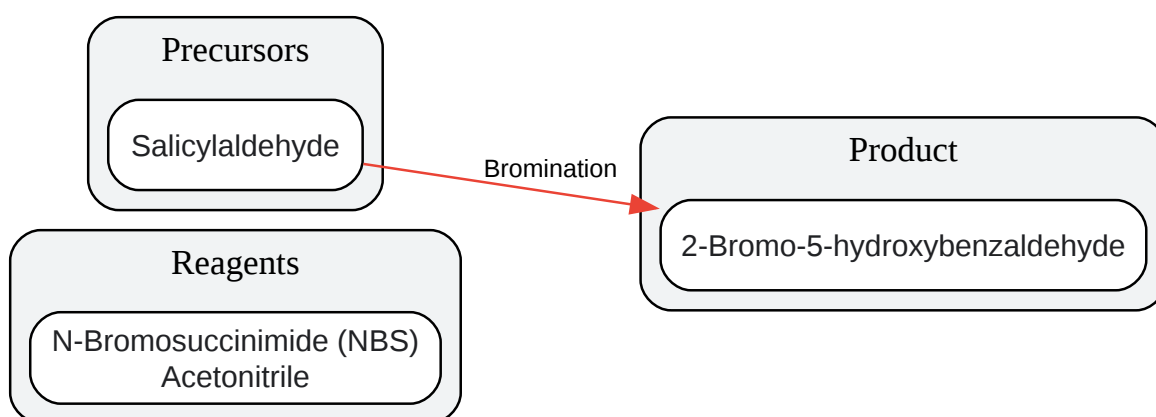 Precursors
Salicylaldehyde
Bromination
Product
2-Bromo-5-hydroxybenzaldehyde
Reagents
N-Bromosuccinimide (NBS)
Acetonitrile